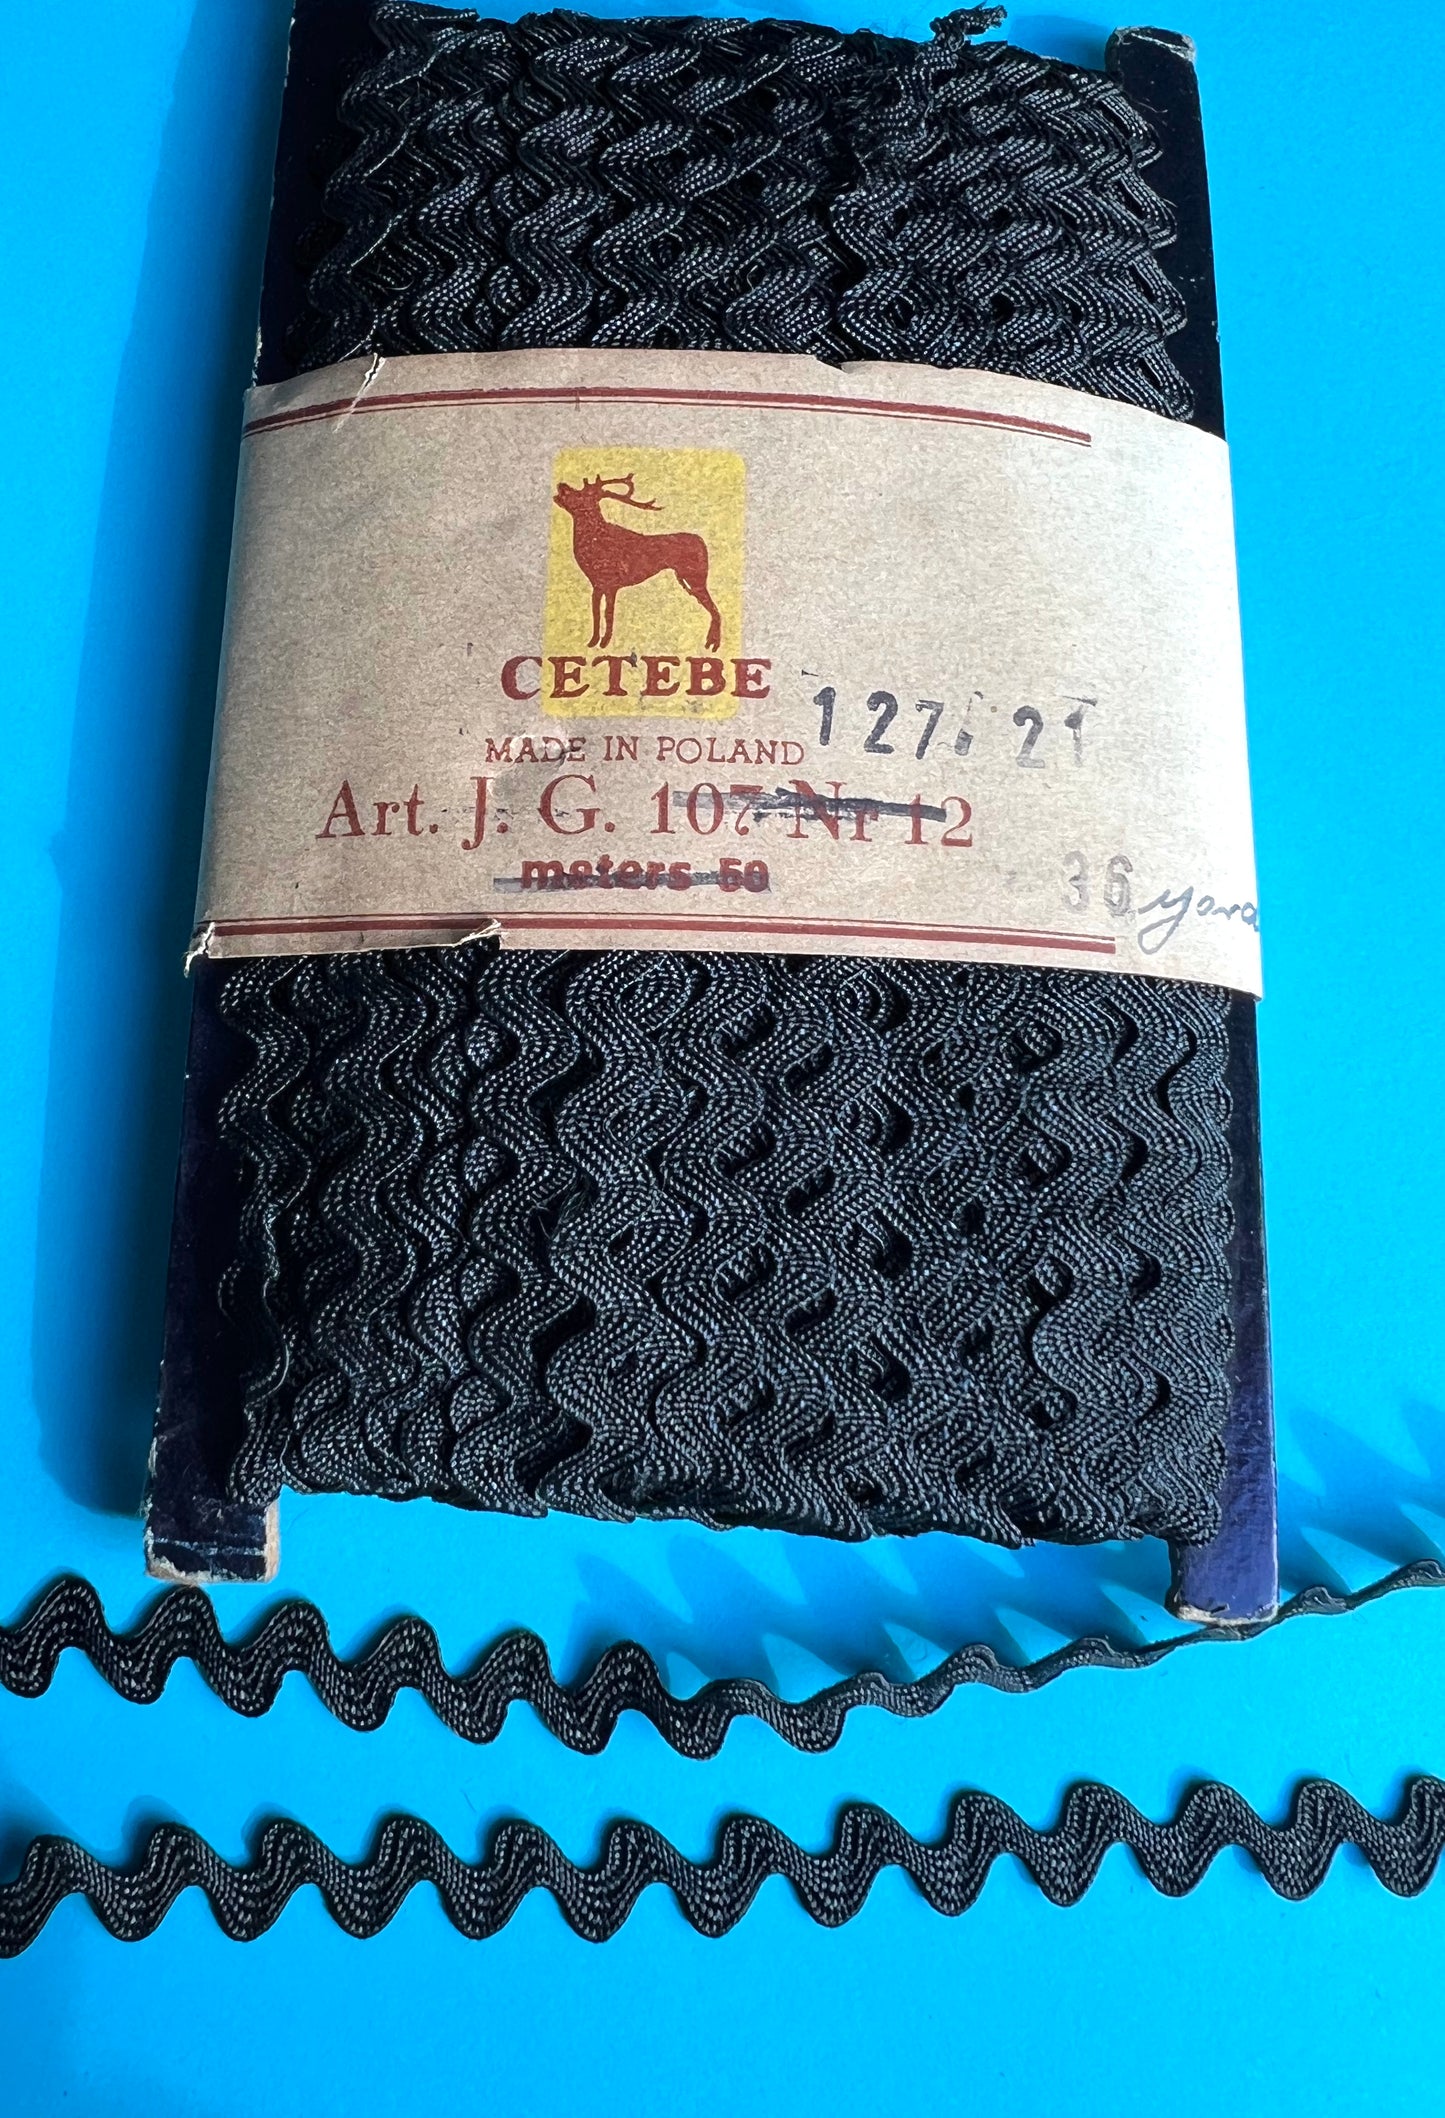 CETEBE
127/21
MADE IN POLAND
Art. J. G. 107 Nr 12
meters 50
36 yard